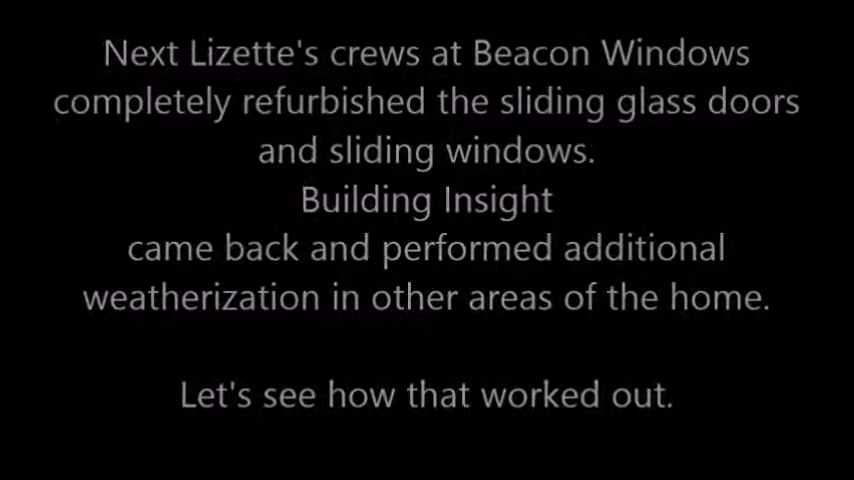 Next Lizette's crews at Beacon Windows
completely refurbished the sliding glass doors
and sliding windows.
Building Insight
came back and performed additional
weatherization in other areas of the home.
Let's see how that worked out.